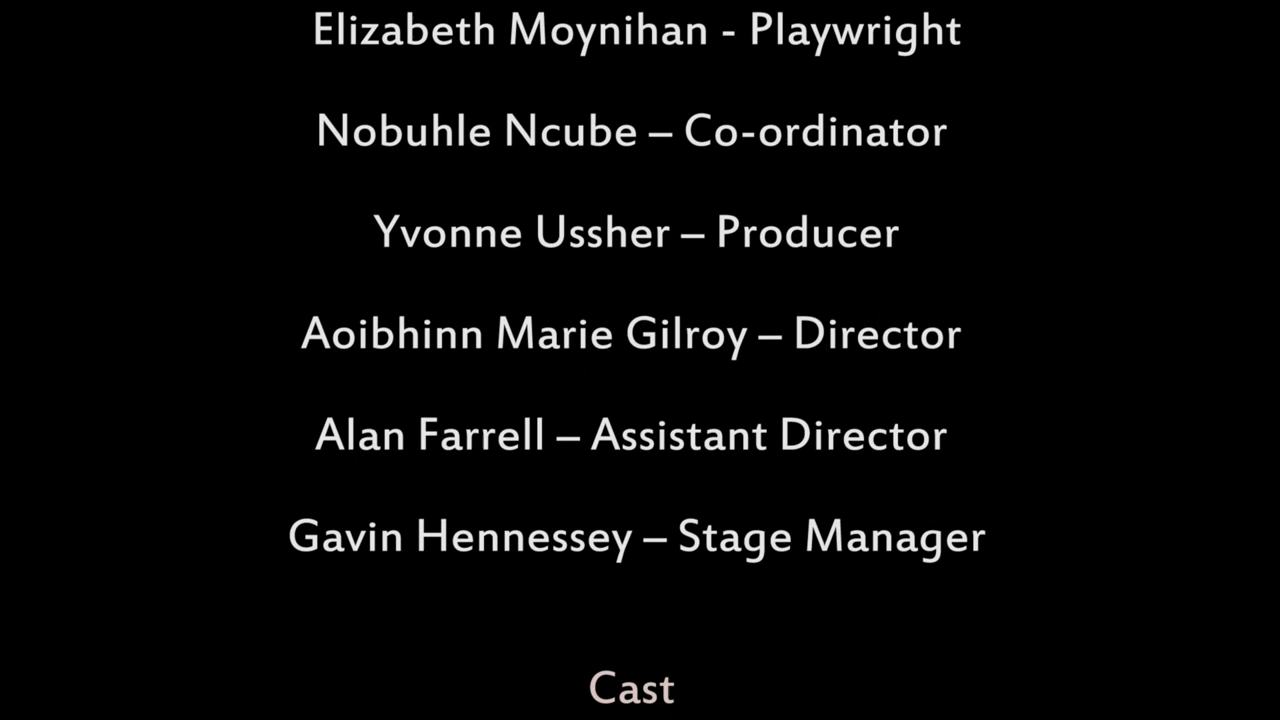 Elizabeth Moynihan - Playwright
Nobuhle Ncube – Co-ordinator
Yvonne Ussher – Producer
Aoibhinn Marie Gilroy – Director
Alan Farrell – Assistant Director
Gavin Hennessey – Stage Manager
Cast